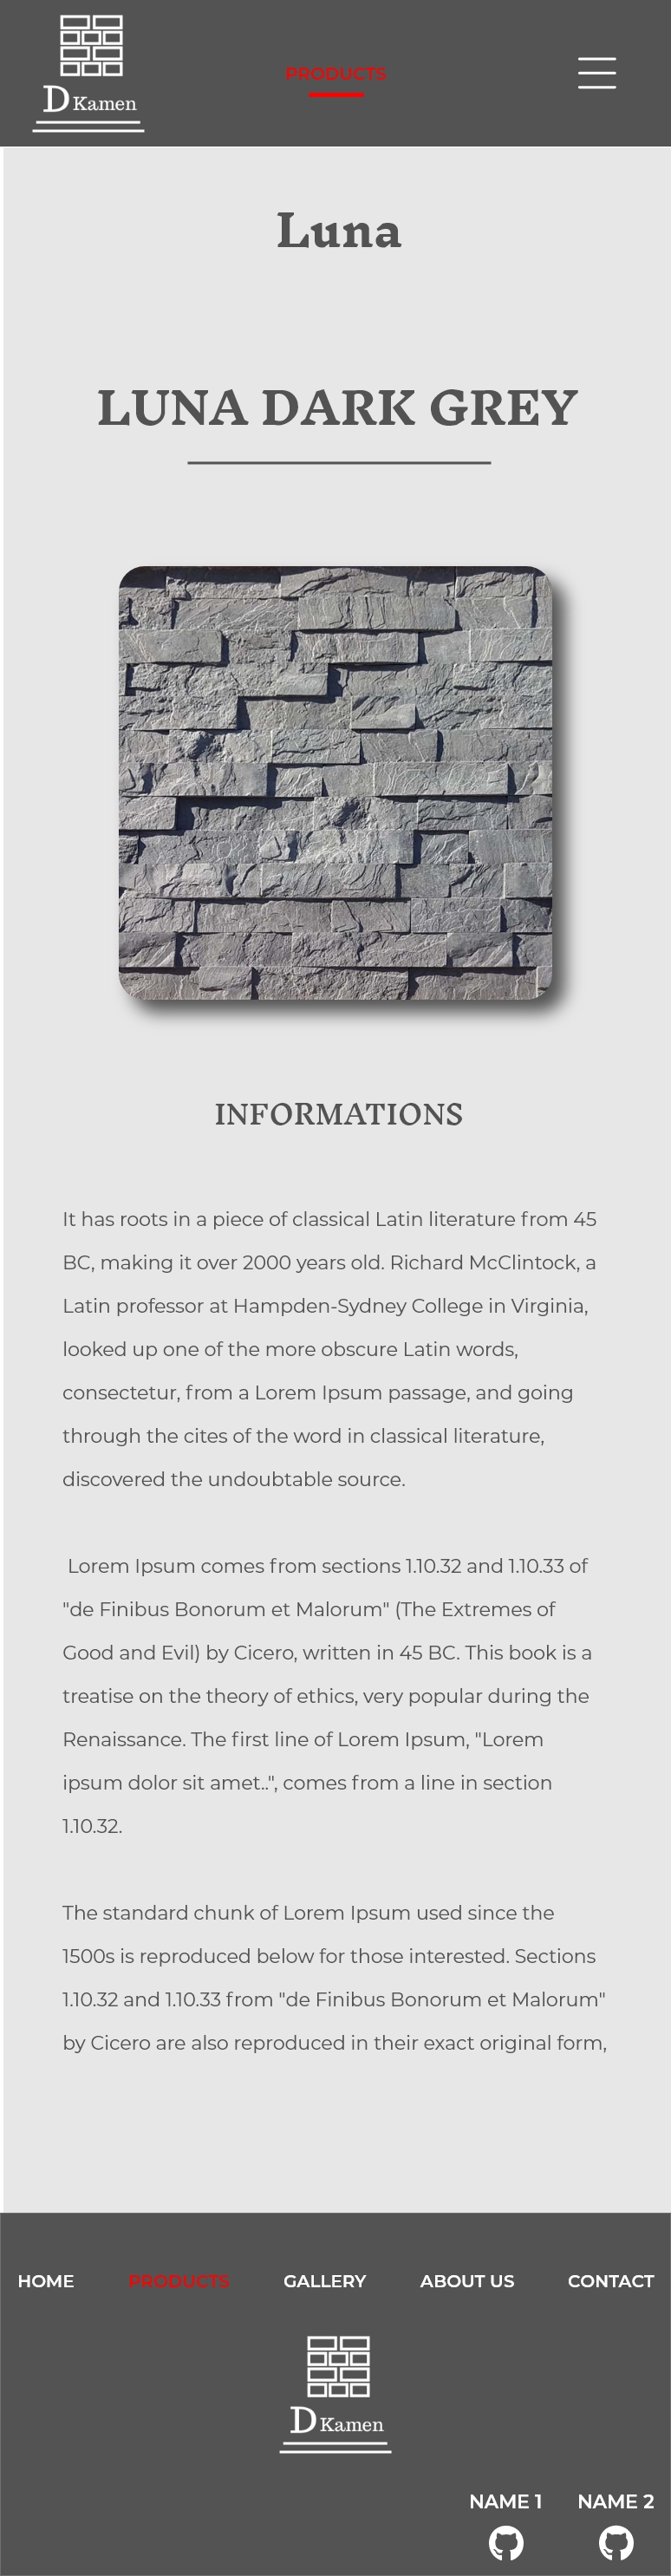 D Kamen
PRODUCTS
Luna
LUNA DARK GREY
INFORMATIONS
It has roots in a piece of classical Latin literature from 45
BC, making it over 2000 years old. Richard McClintock, a
Latin professor at Hampden-Sydney College in Virginia,
looked up one of the more obscure Latin words,
consectetur, from a Lorem Ipsum passage, and going
through the cites of the word in classical literature,
discovered the undoubtable source.
Lorem Ipsum comes from sections 1.10.32 and 1.10.33 of
"de Finibus Bonorum et Malorum" (The Extremes of
Good and Evil) by Cicero, written in 45 BC. This book is a
treatise on the theory of ethics, very popular during the
Renaissance. The first line of Lorem Ipsum, "Lorem
ipsum dolor sit amet..", comes from a line in section
1.10.32.
The standard chunk of Lorem Ipsum used since the
1500s is reproduced below for those interested. Sections
1.10.32 and 1.10.33 from "de Finibus Bonorum et Malorum"
by Cicero are also reproduced in their exact original form,
HOME PRODUCTS GALLERY ABOUT US CONTACT
D Kamen
NAME 1 NAME 2